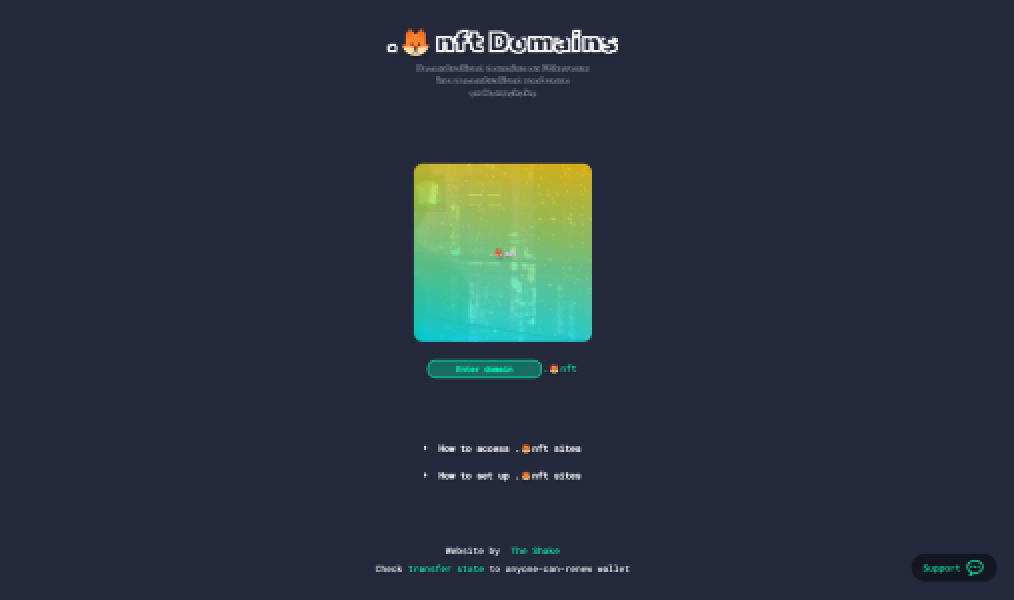 .🦊nft Domains
.🦊nft
Enter domain .🦊nft
How to access .🦊nft sites
How to set up .🦊nft sites
Website by The Shake
Check transfer state to anyone-can-renew wallet
Support